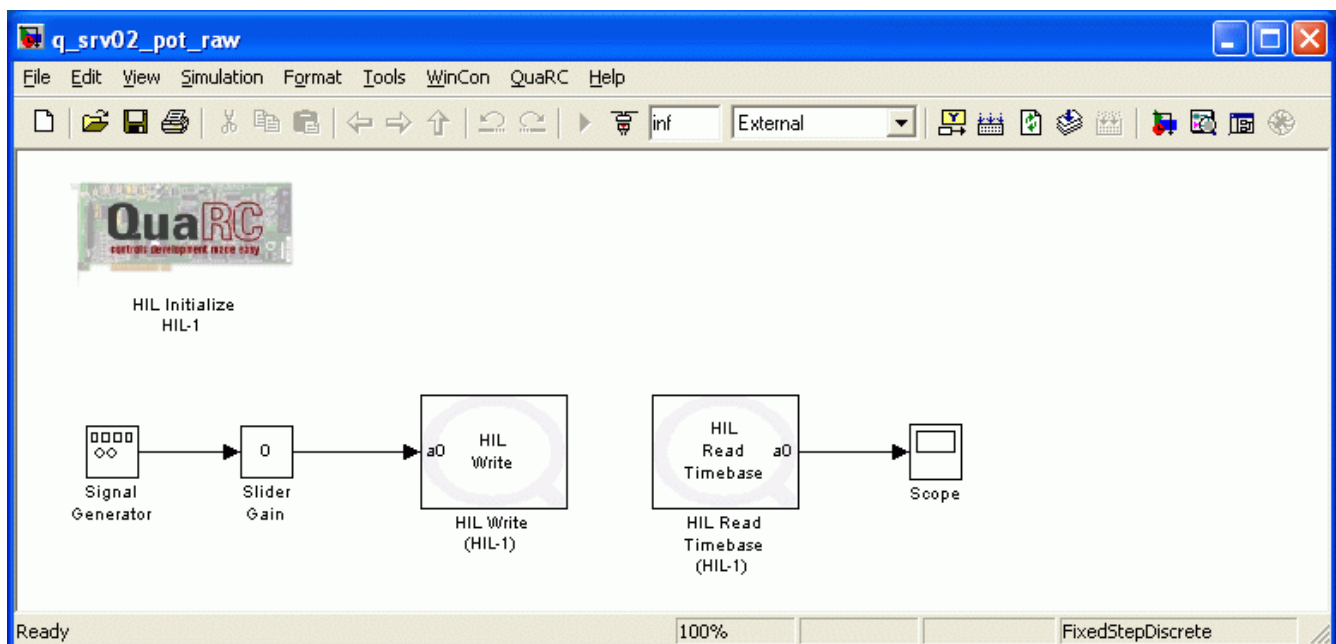 q_srv02_pot_raw
File Edit View Simulation Format Tools WinCon QuaRC Help
inf External
QuaRC
controls development made easy
HIL Initialize
HIL-1
Signal
Generator
0
Slider
Gain
a0 HIL
Write
HIL Write
(HIL-1)
HIL
Read a0
Timebase
HIL Read
Timebase
(HIL-1)
Scope
Ready 100% FixedStepDiscrete